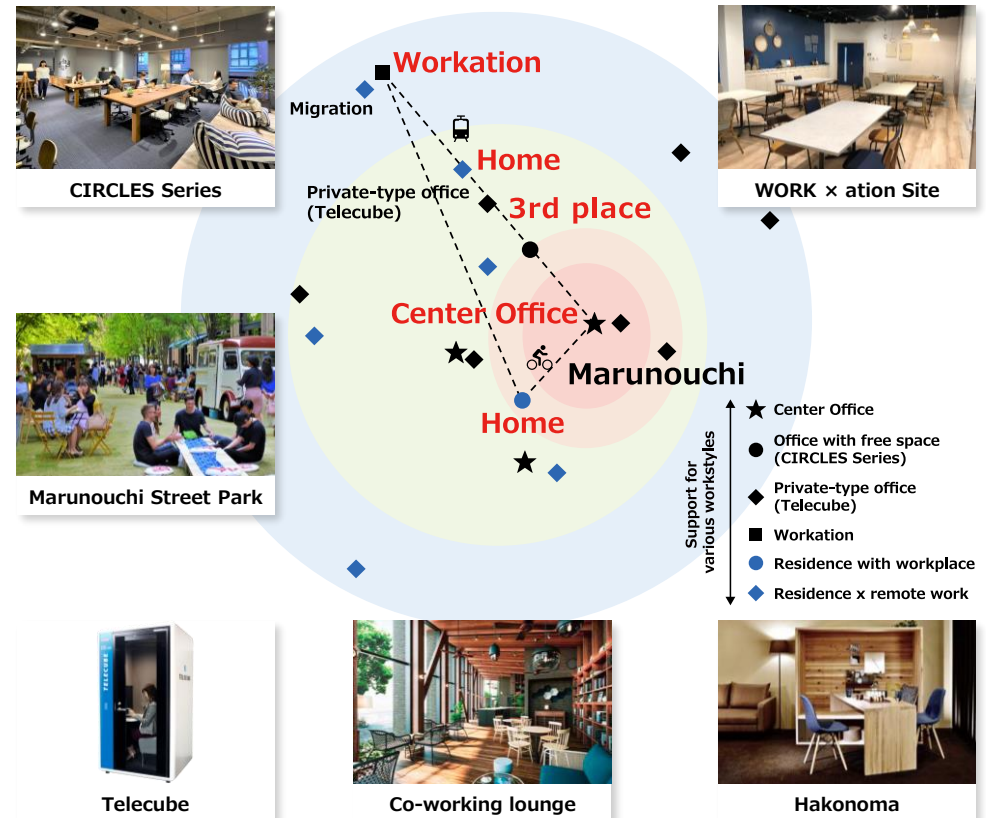 Workation
Migration
CIRCLES Series
Home
Private-type office
(Telecube)
3rd place
WORK × ation Site
Center Office
Marunouchi
Home
Marunouchi Street Park
Support for
various workstyles
Center Office
Office with free space
(CIRCLES Series)
Private-type office
(Telecube)
Workation
Residence with workplace
Residence x remote work
TELECUBE
Telecube
Co-working lounge
Hakonoma